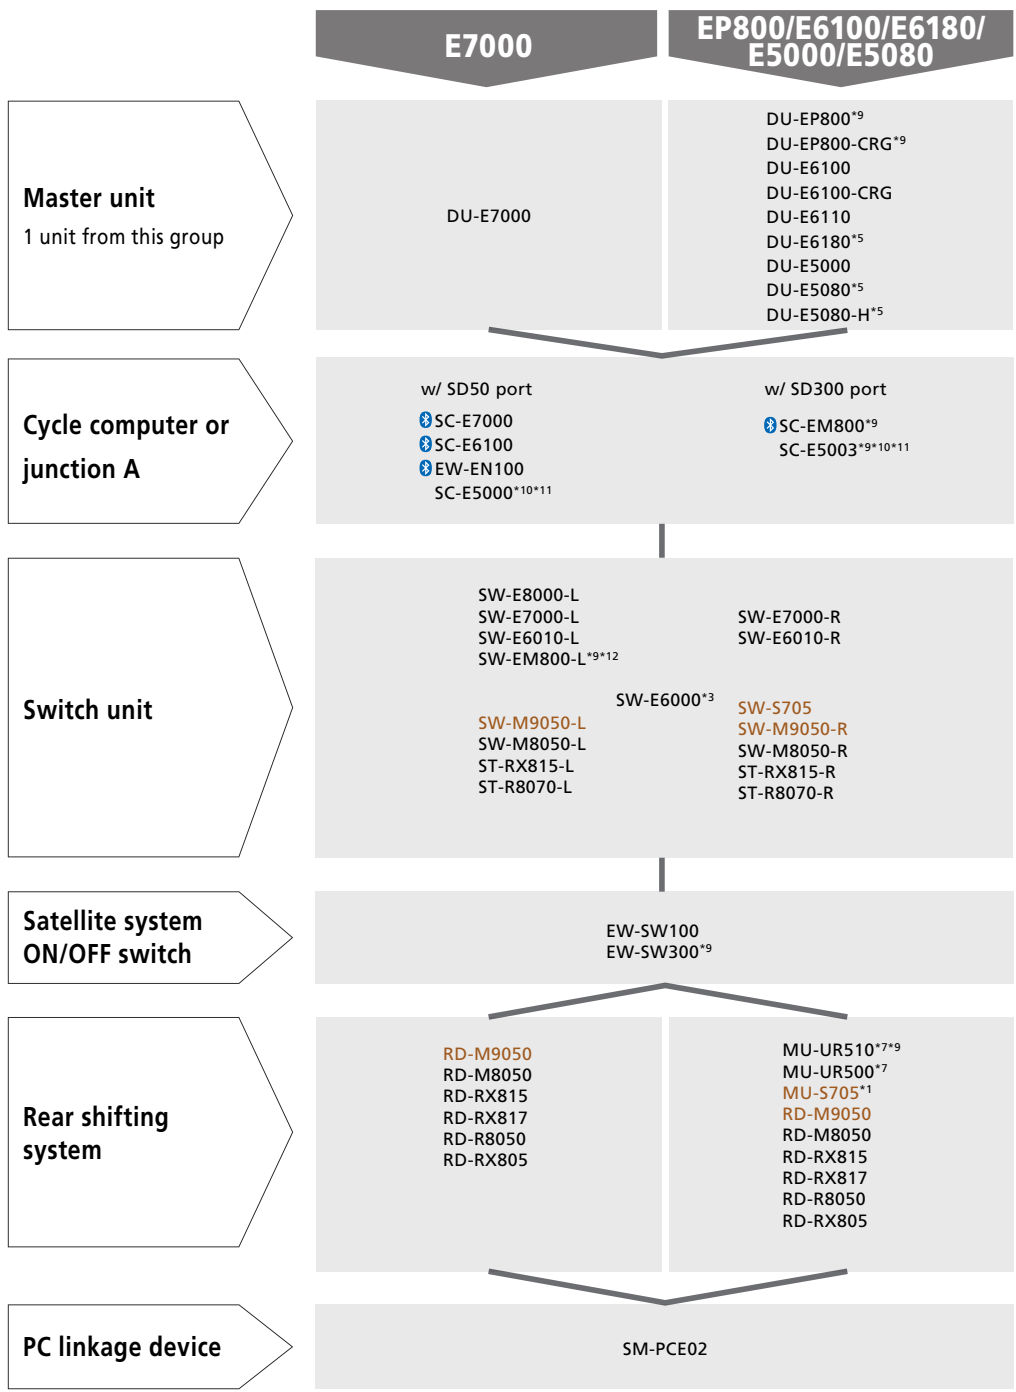 E7000
EP800/E6100/E6180/
E5000/E5080
Master unit
1 unit from this group
DU-E7000
DU-EP800*9
DU-EP800-CRG*9
DU-E6100
DU-E6100-CRG
DU-E6110
DU-E6180*5
DU-E5000
DU-E5080*5
DU-E5080-H*5
Cycle computer or
junction A
w/ SD50 port
SC-E7000
SC-E6100
EW-EN100
SC-E5000*10*11
w/ SD300 port
SC-EM800*9
SC-E5003*9*10*11
Switch unit
SW-E8000-L
SW-E7000-L
SW-E6010-L
SW-EM800-L*9*12
SW-E7000-R
SW-E6010-R
SW-E6000*3
SW-M9050-L
SW-M8050-L
ST-RX815-L
ST-R8070-L
SW-S705
SW-M9050-R
SW-M8050-R
ST-RX815-R
ST-R8070-R
Satellite system
ON/OFF switch
EW-SW100
EW-SW300*9
Rear shifting
system
RD-M9050
RD-M8050
RD-RX815
RD-RX817
RD-R8050
RD-RX805
MU-UR510*7*9
MU-UR500*7
MU-S705*1
RD-M9050
RD-M8050
RD-RX815
RD-RX817
RD-R8050
RD-RX805
PC linkage device
SM-PCE02